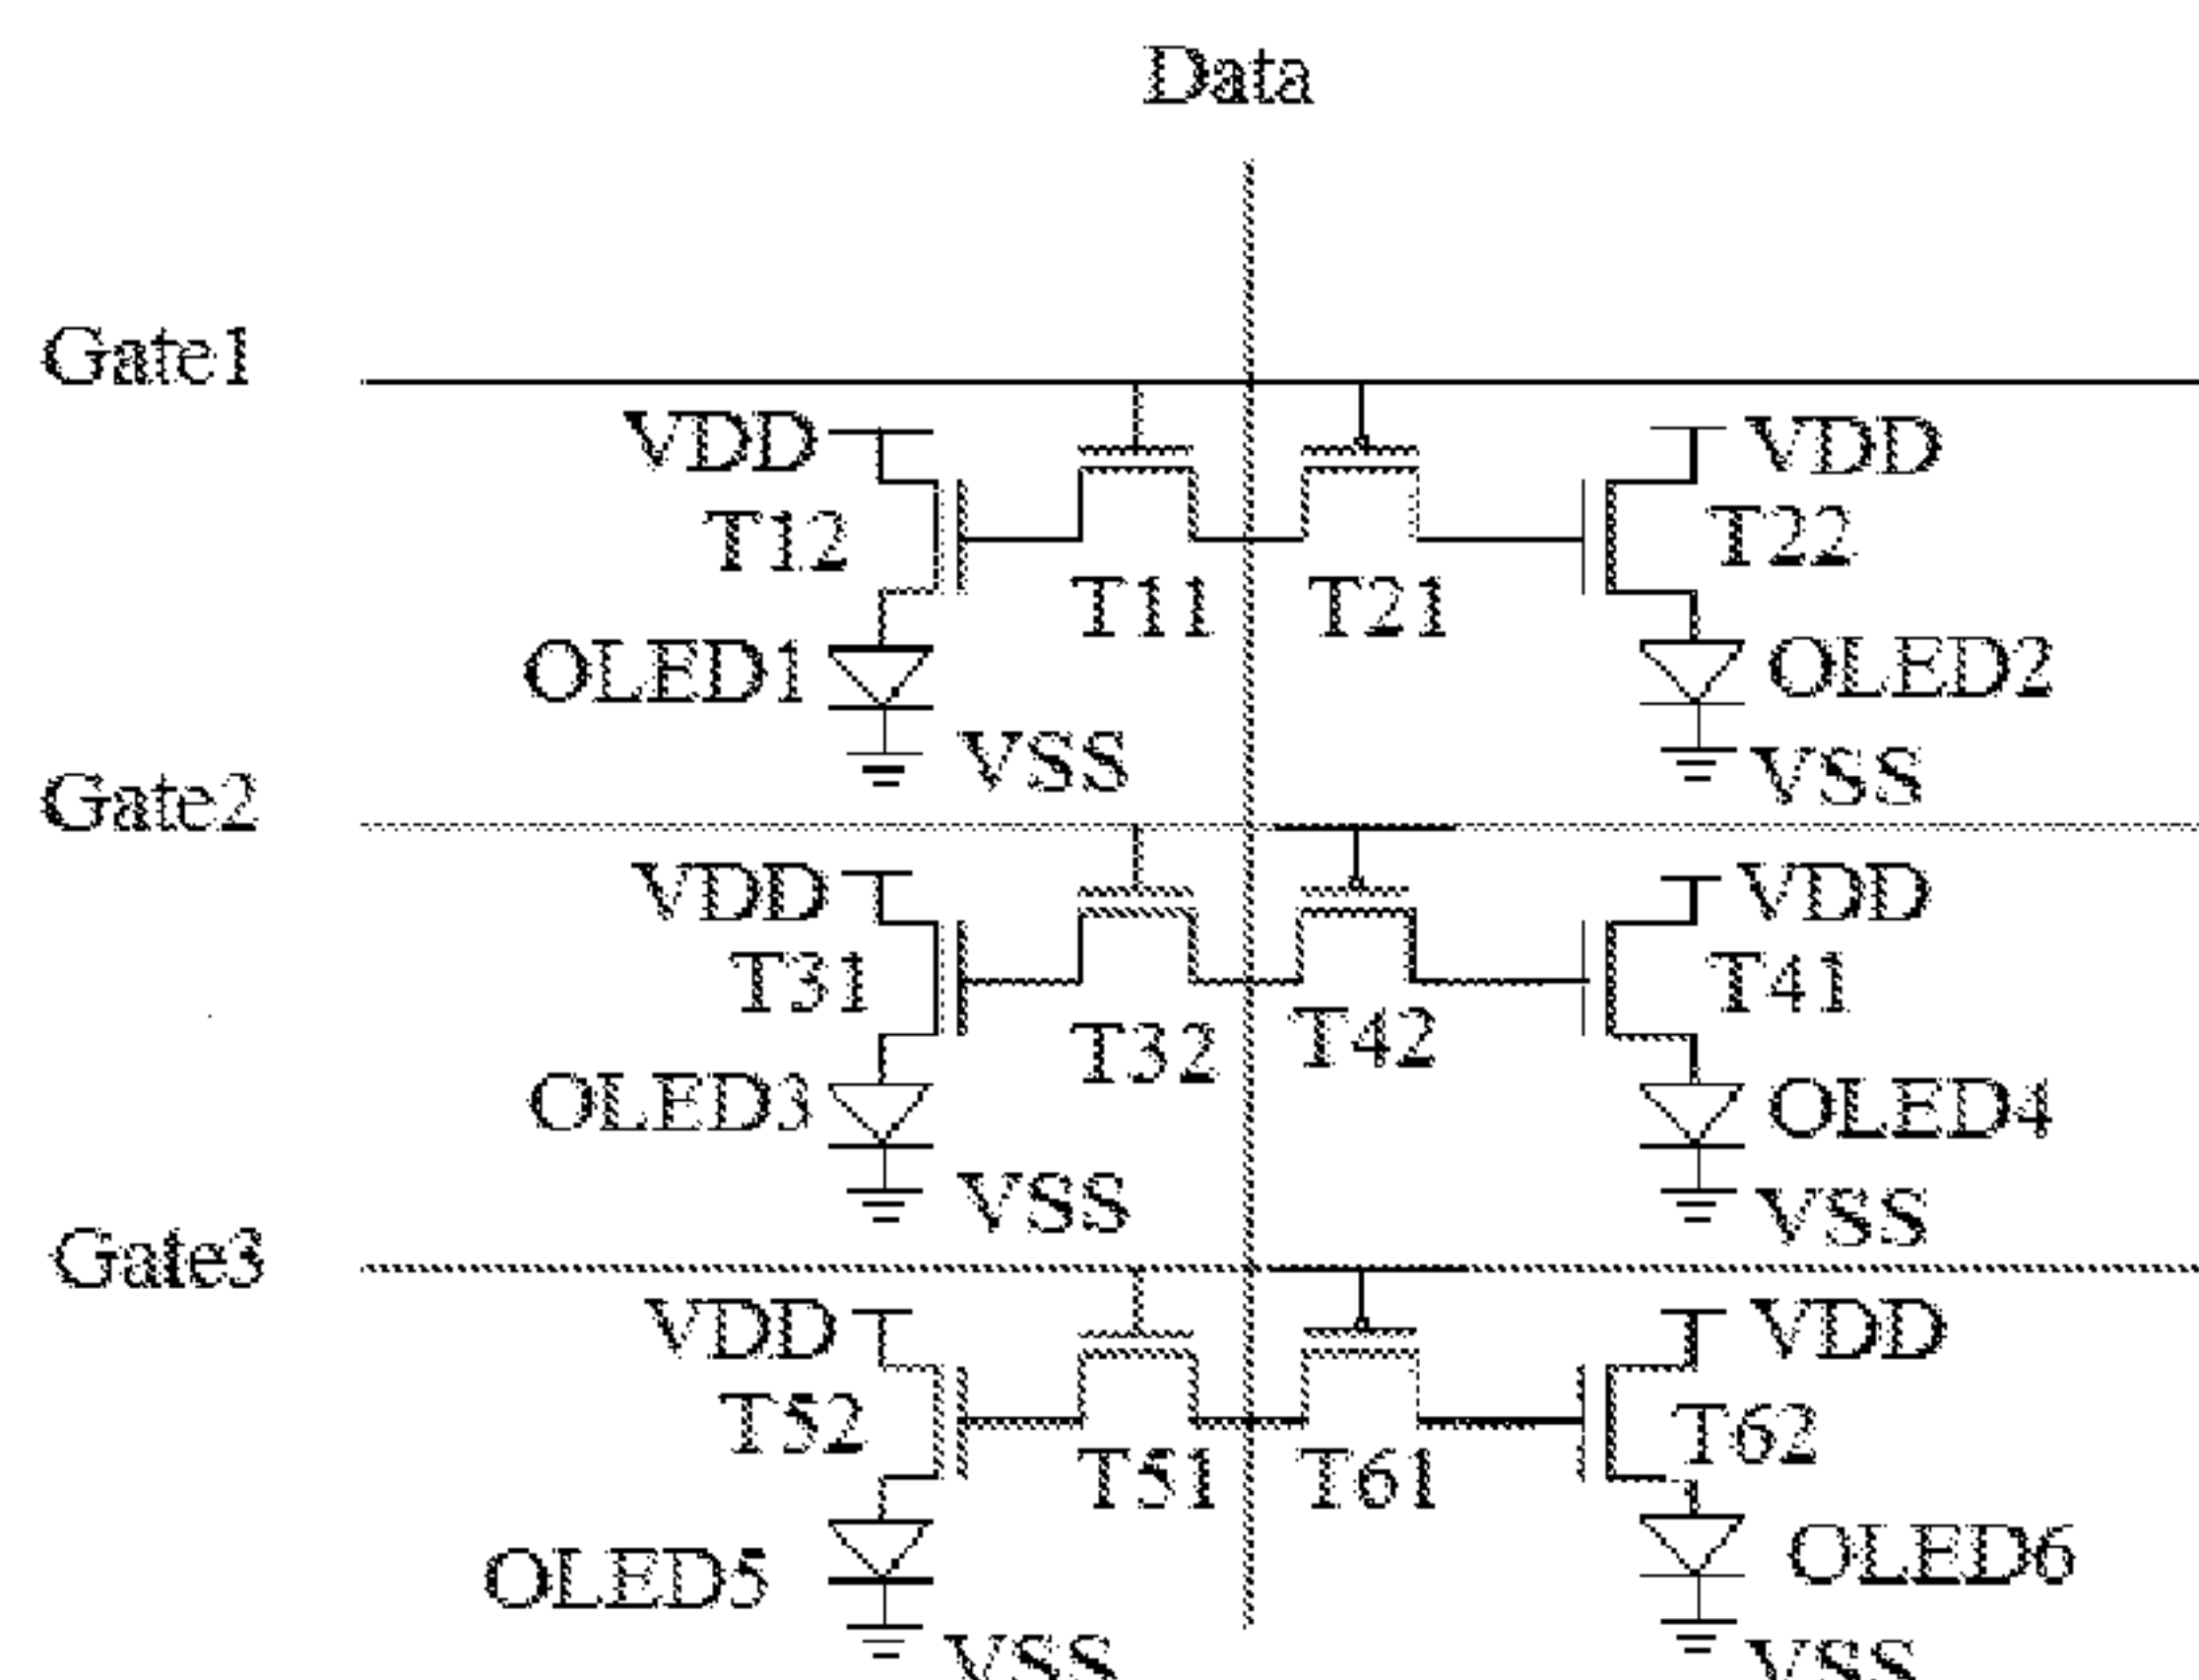 Data
Gate1
VDD VDD
T12 T22
T11 T21
OLED1 OLED2
VSS VSS
Gate2
VDD VDD
T31 T41
T32 T42
OLED3 OLED4
VSS VSS
Gate3
VDD VDD
T52 T62
T51 T61
OLED5 OLED6
VSS VSS